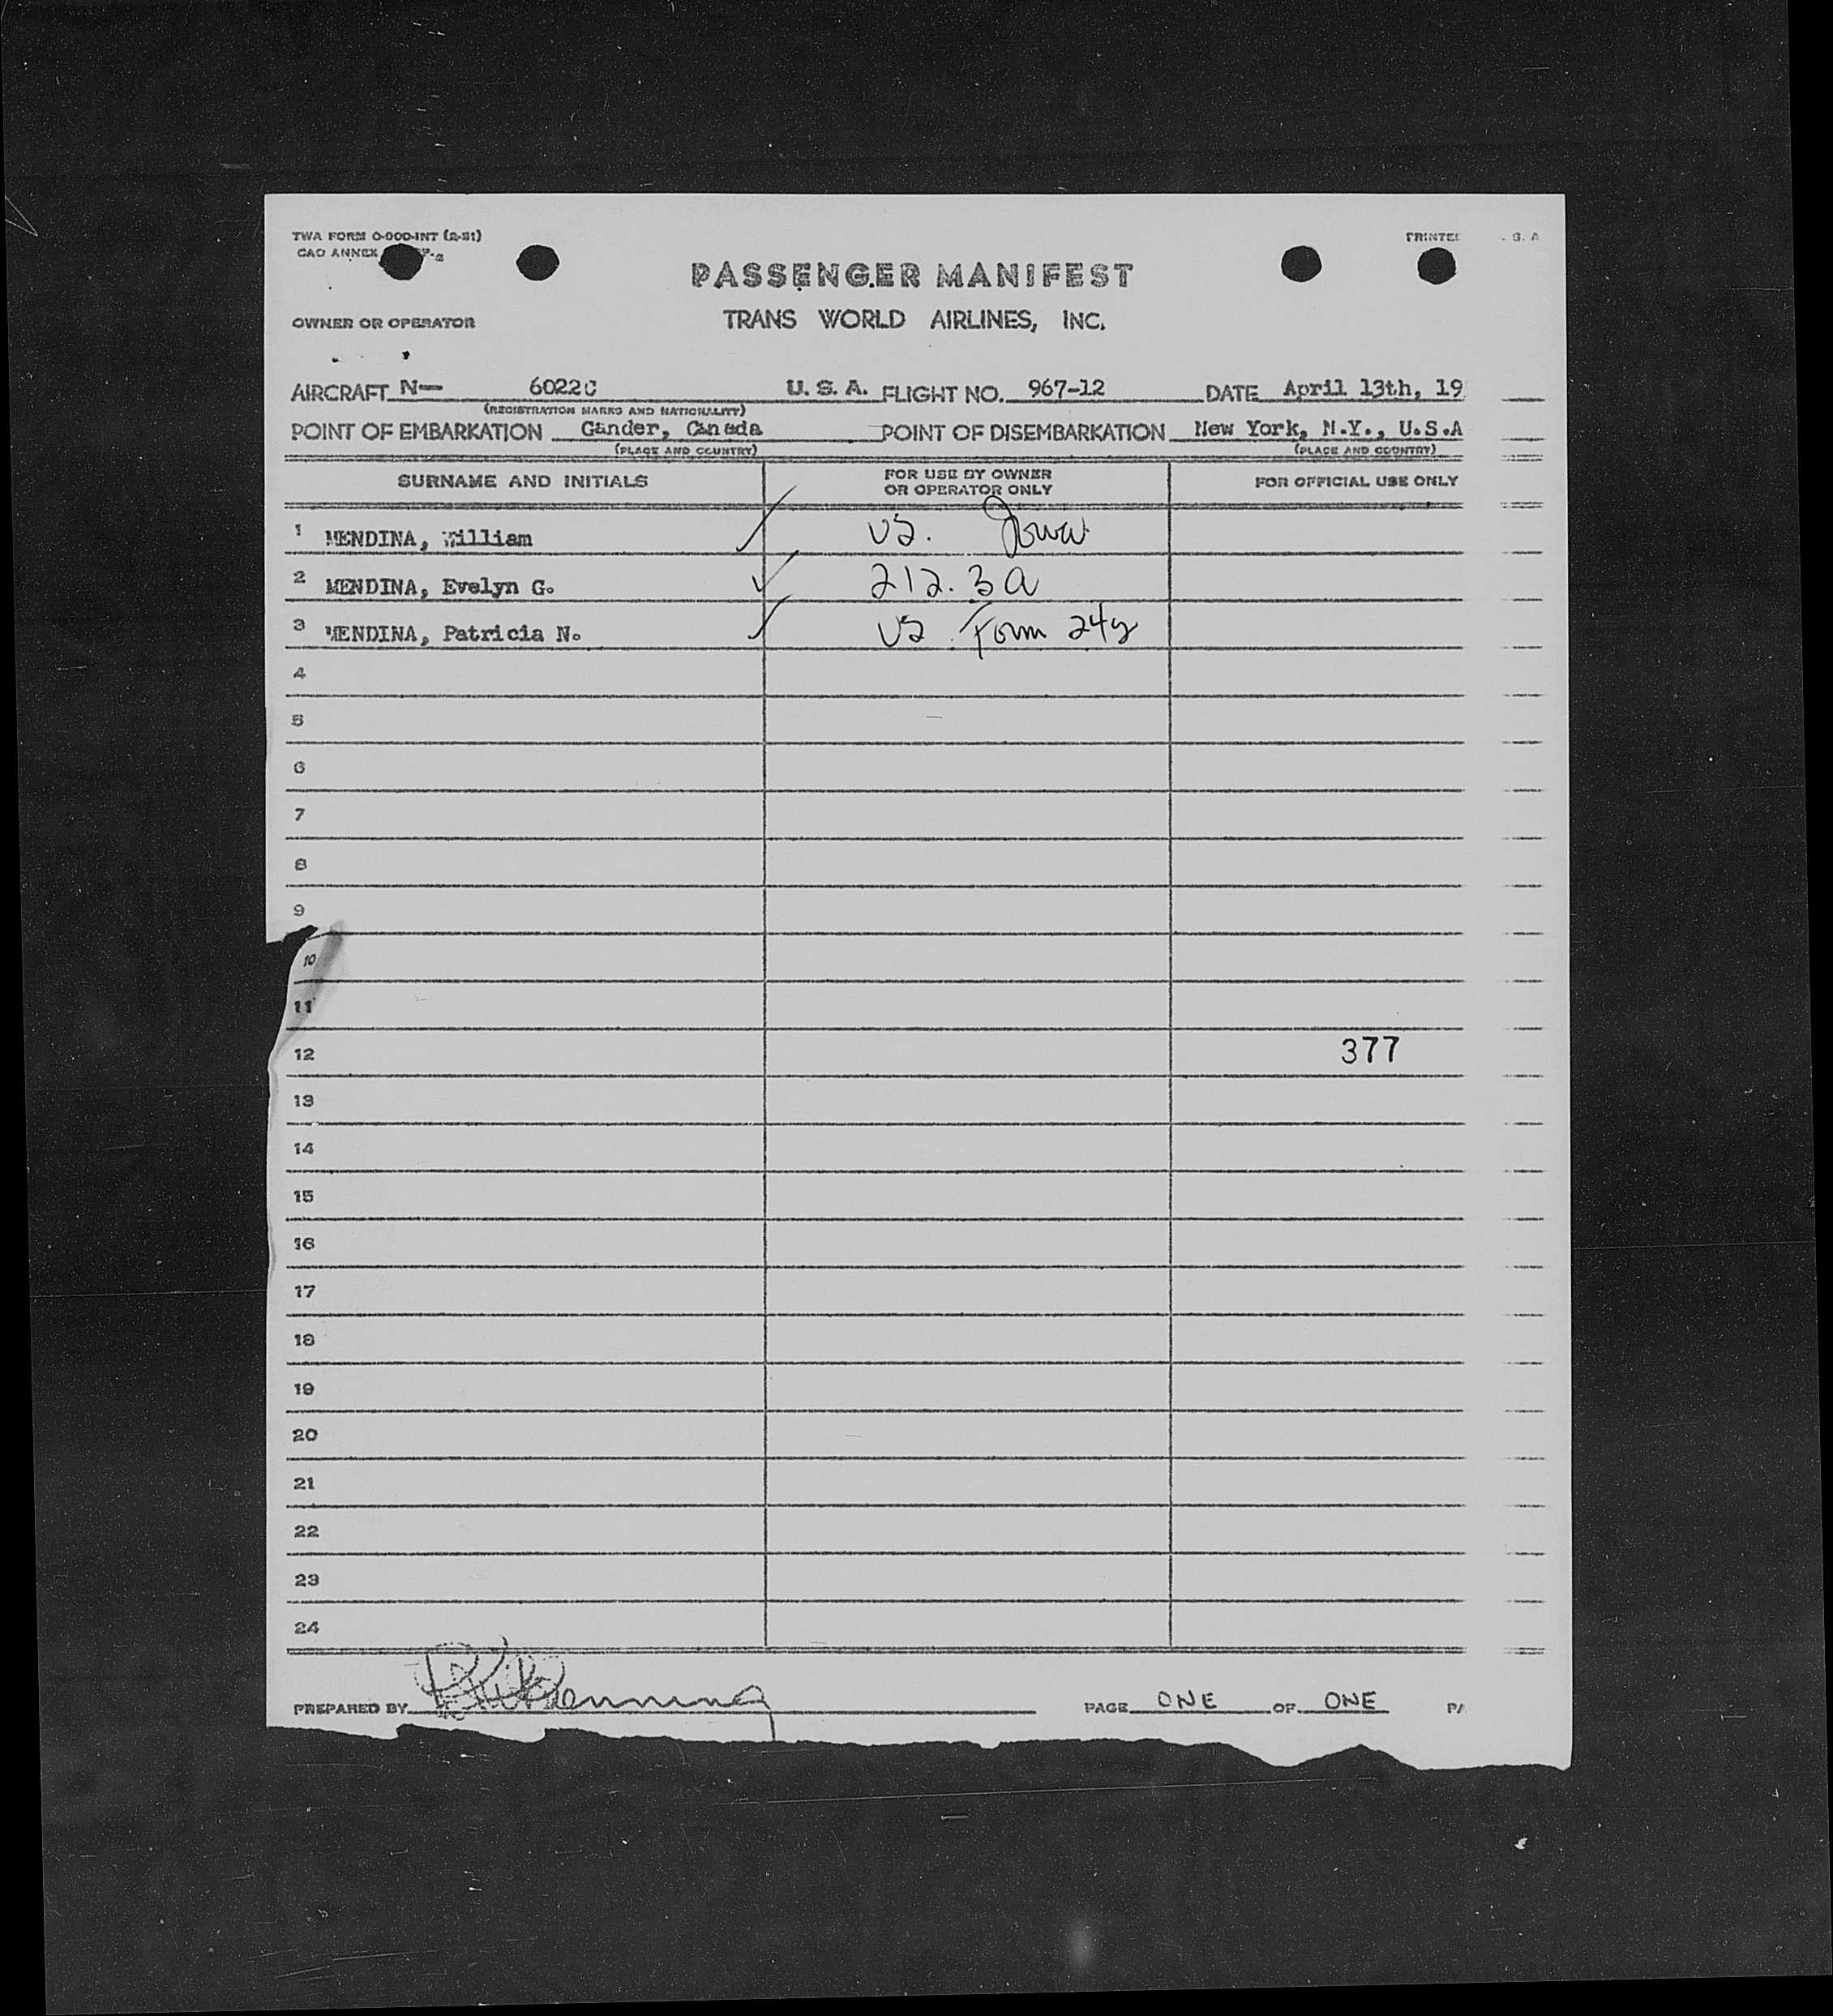 TWA FORM O-900-INT (2-51)
CAO ANNEX
PRINTED . S. A
PASSENGER MANIFEST
OWNER OR OPERATOR TRANS WORLD AIRLINES, INC.
AIRCRAFT N— 6022C U. S. A. FLIGHT NO. 967-12 DATE April 13th, 19
(REGISTRATION MARKS AND NATIONALITY)
POINT OF EMBARKATION Gander, Canada POINT OF DISEMBARKATION New York, N.Y., U.S.A
(PLACE AND COUNTRY) (PLACE AND COUNTRY)
SURNAME AND INITIALS FOR USE BY OWNER OR OPERATOR ONLY FOR OFFICIAL USE ONLY
1 MENDINA, William US.
2 MENDINA, Evelyn G. 212.3a
3 MENDINA, Patricia N. US Form
4
5
6
7
8
9
10
11
12 377
13
14
15
16
17
18
19
20
21
22
23
24
PREPARED BY PAGE ONE OF ONE PA